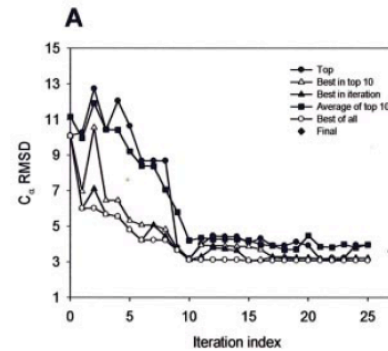 A
15
13
11
9
7
5
3
1
Cα RMSD
0 5 10 15 20 25
Iteration index
Top
Best in top 10
Best in iteration
Average of top 10
Best of all
Final